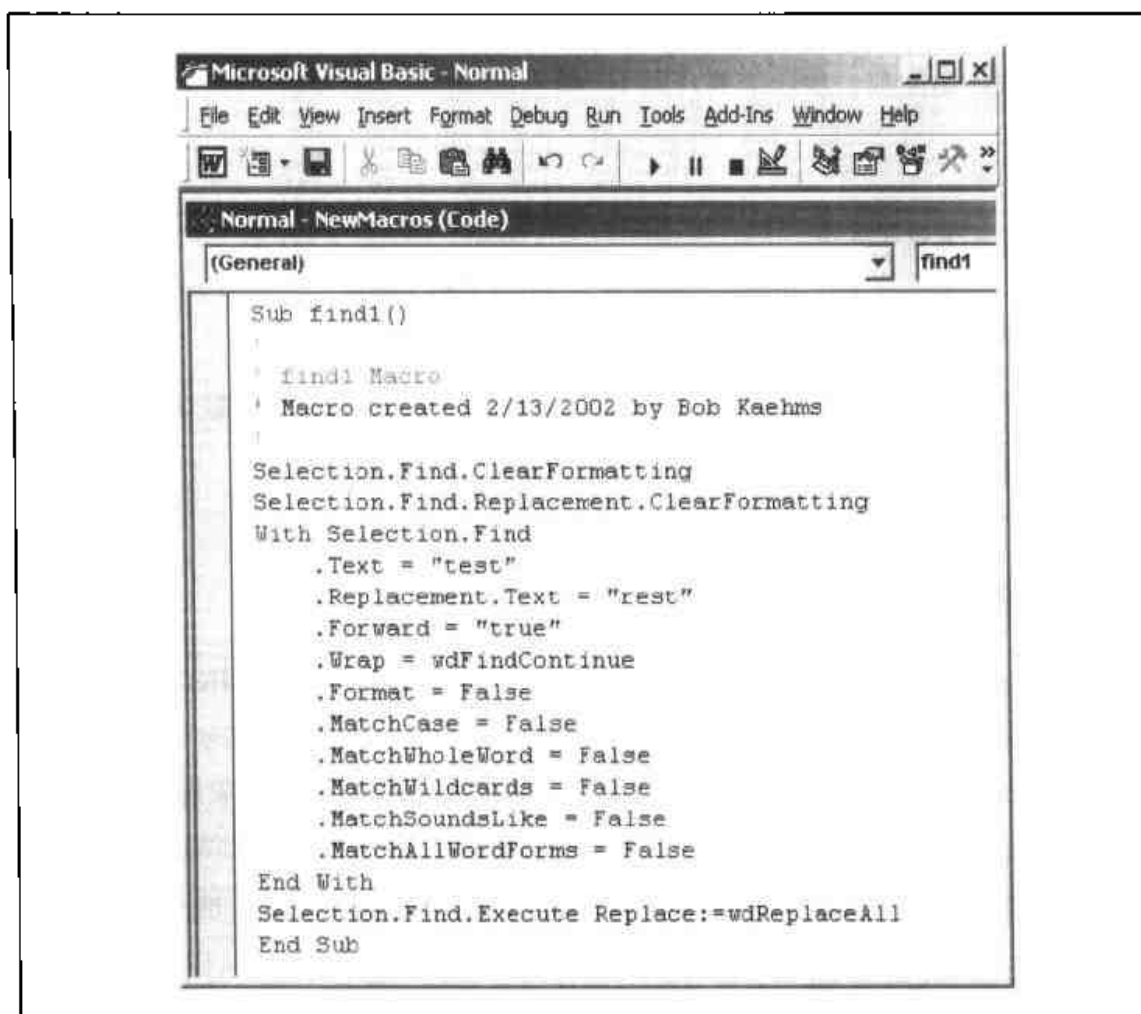 Microsoft Visual Basic - Normal
File Edit View Insert Format Debug Run Tools Add-Ins Window Help
Normal - NewMacros (Code)
(General) find1
Sub find1()
'
' find1 Macro
' Macro created 2/13/2002 by Bob Kaehms
'
Selection.Find.ClearFormatting
Selection.Find.Replacement.ClearFormatting
With Selection.Find
.Text = "test"
.Replacement.Text = "rest"
.Forward = "true"
.Wrap = wdFindContinue
.Format = False
.MatchCase = False
.MatchWholeWord = False
.MatchWildcards = False
.MatchSoundsLike = False
.MatchAllWordForms = False
End With
Selection.Find.Execute Replace:=wdReplaceAll
End Sub